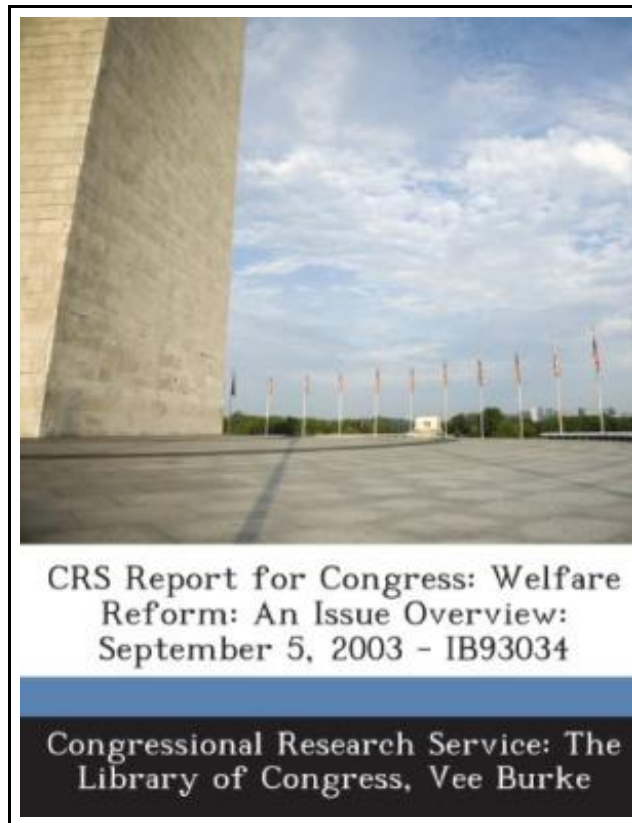 CRS Report for Congress: Welfare
Reform: An Issue Overview:
September 5, 2003 - IB93034
Congressional Research Service: The
Library of Congress, Vee Burke